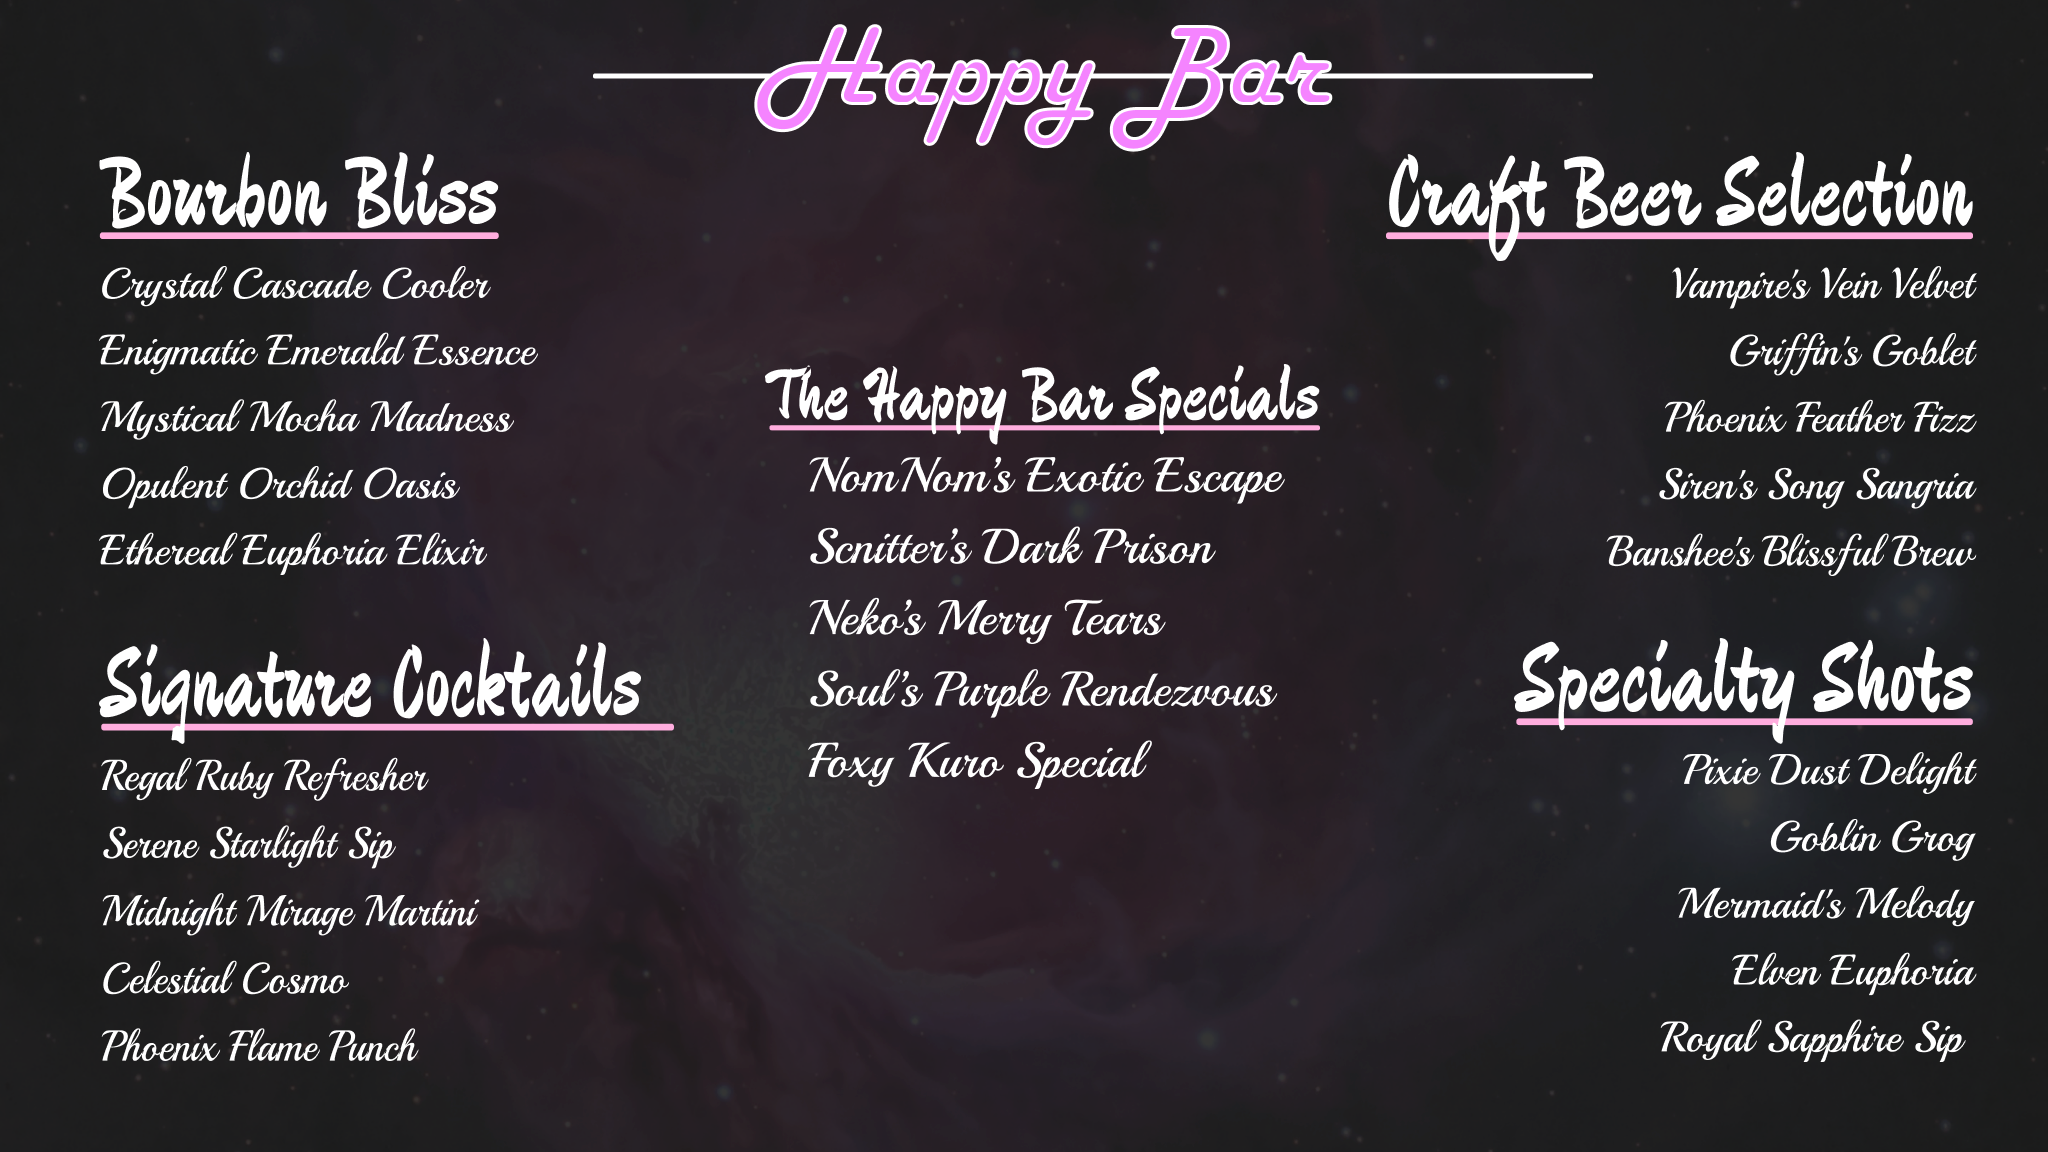 Happy Bar
Bourbon Bliss
Crystal Cascade Cooler
Enigmatic Emerald Essence
Mystical Mocha Madness
Opulent Orchid Oasis
Ethereal Euphoria Elixir
Signature Cocktails
Regal Ruby Refresher
Serene Starlight Sip
Midnight Mirage Martini
Celestial Cosmo
Phoenix Flame Punch
The Happy Bar Specials
NomNom's Exotic Escape
Scnitter's Dark Prison
Neko's Merry Tears
Soul's Purple Rendezvous
Foxy Kuro Special
Craft Beer Selection
Vampire's Vein Velvet
Griffin's Goblet
Phoenix Feather Fizz
Siren's Song Sangria
Banshee's Blissful Brew
Specialty Shots
Pixie Dust Delight
Goblin Grog
Mermaid's Melody
Elven Euphoria
Royal Sapphire Sip